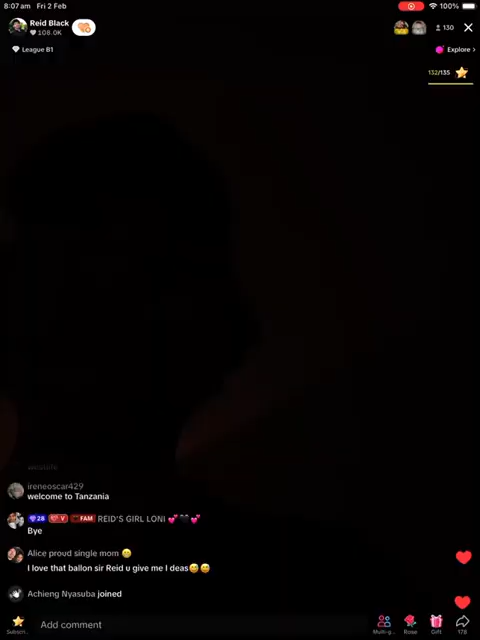 8:07am Fri 2 Feb
100%
Reid Black
108.0K
130
League B1
Explore >
132/135
ireneoscar429
welcome to Tanzania
28 V FAM REID'S GIRL LONI 💕🖤💕
Bye
Alice proud single mom
I love that ballon sir Reid u give me I deas
Achieng Nyasuba joined
Subscri...
Add comment
Multi-g...
Rose
Gift
178